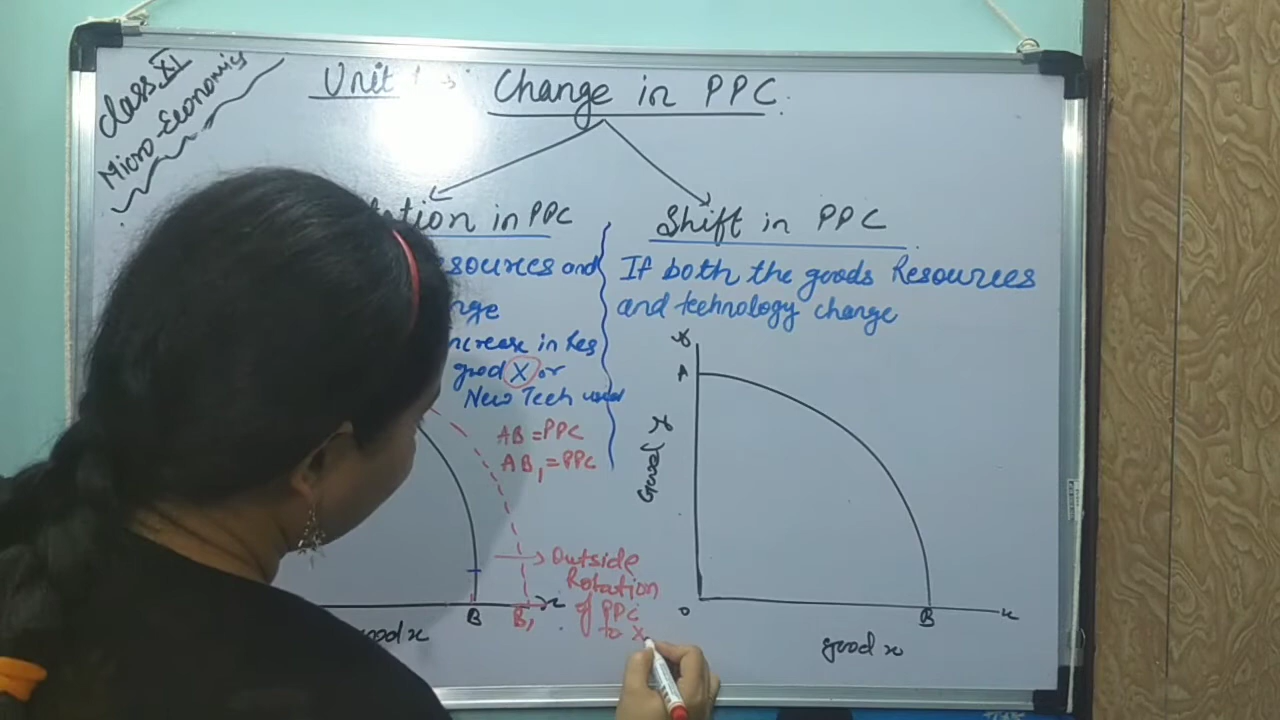 Class XI
Micro-Economics
Unit
Change in PPC.
tion in PPC
sources and
nge
ncrease in Res
good X or
New Tech used
AB = PPC
AB1 = PPC
Outside
Rotation
of PPC
to X
B
B1
x
good x
Shift in PPC
If both the goods Resources
and technology change
Y
A
Good Y
O
B
x
good x